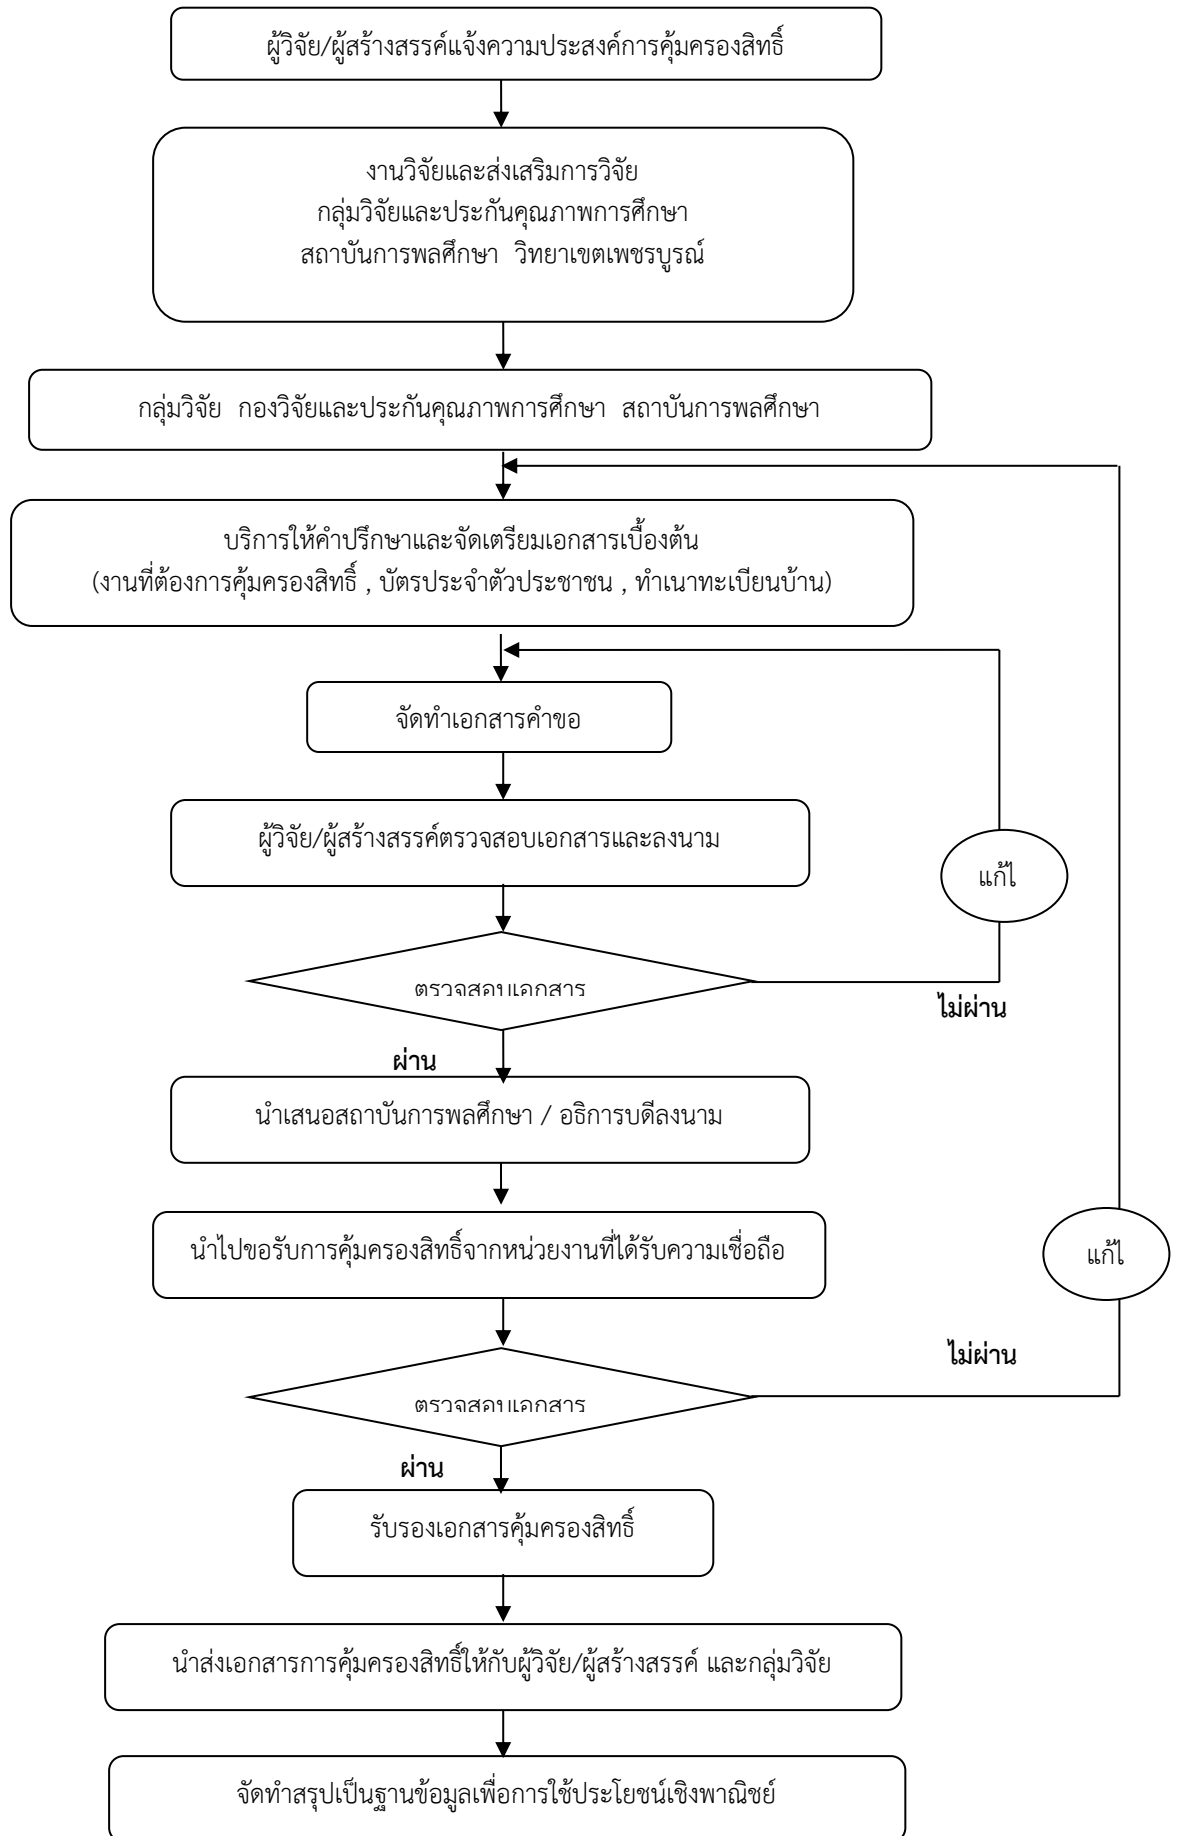 ผู้วิจัย/ผู้สร้างสรรค์แจ้งความประสงค์การคุ้มครองสิทธิ์
งานวิจัยและส่งเสริมการวิจัย
กลุ่มวิจัยและประกันคุณภาพการศึกษา
สถาบันการพลศึกษา วิทยาเขตเพชรบูรณ์
กลุ่มวิจัย กองวิจัยและประกันคุณภาพการศึกษา สถาบันการพลศึกษา
บริการให้คำปรึกษาและจัดเตรียมเอกสารเบื้องต้น
(งานที่ต้องการคุ้มครองสิทธิ์ , บัตรประจำตัวประชาชน , ทำเนาทะเบียนบ้าน)
จัดทำเอกสารคำขอ
ผู้วิจัย/ผู้สร้างสรรค์ตรวจสอบเอกสารและลงนาม
แก้ไ
ตรวจสอบเอกสาร
ไม่ผ่าน
ผ่าน
นำเสนอสถาบันการพลศึกษา / อธิการบดีลงนาม
นำไปขอรับการคุ้มครองสิทธิ์จากหน่วยงานที่ได้รับความเชื่อถือ
แก้ไ
ไม่ผ่าน
ตรวจสอบเอกสาร
ผ่าน
รับรองเอกสารคุ้มครองสิทธิ์
นำส่งเอกสารการคุ้มครองสิทธิ์ให้กับผู้วิจัย/ผู้สร้างสรรค์ และกลุ่มวิจัย
จัดทำสรุปเป็นฐานข้อมูลเพื่อการใช้ประโยชน์เชิงพาณิชย์